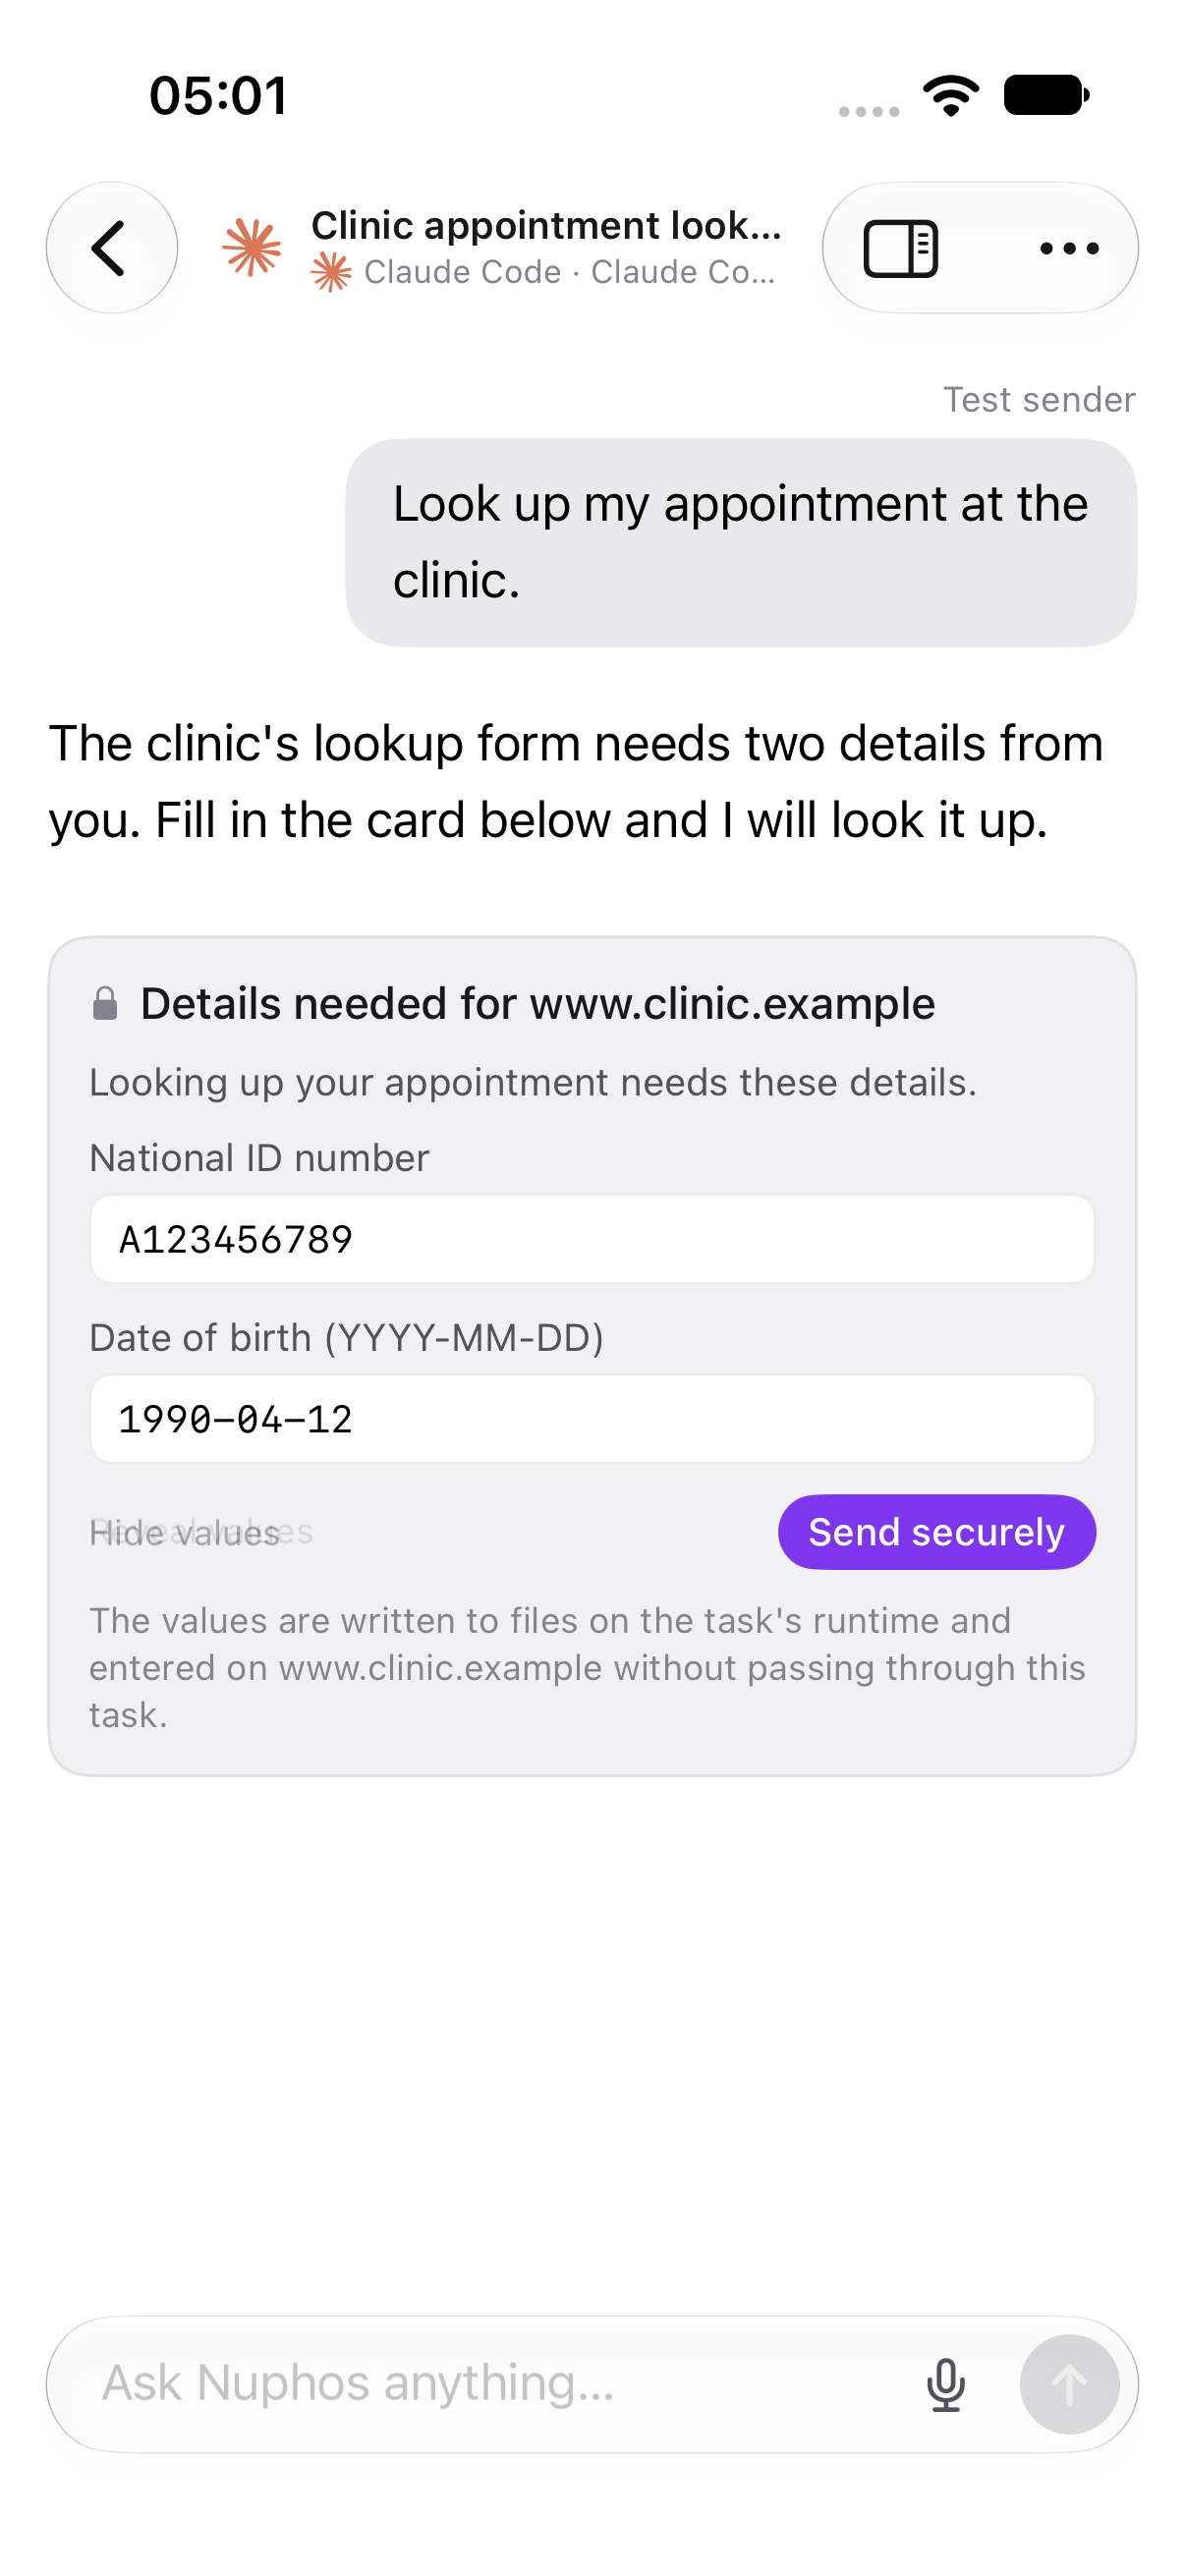 05:01
Clinic appointment look...
Claude Code · Claude Co...
Test sender
Look up my appointment at the
clinic.
The clinic's lookup form needs two details from
you. Fill in the card below and I will look it up.
Details needed for www.clinic.example
Looking up your appointment needs these details.
National ID number
A123456789
Date of birth (YYYY-MM-DD)
1990-04-12
Hide values
Reveal values
Send securely
The values are written to files on the task's runtime and
entered on www.clinic.example without passing through this
task.
Ask Nuphos anything...